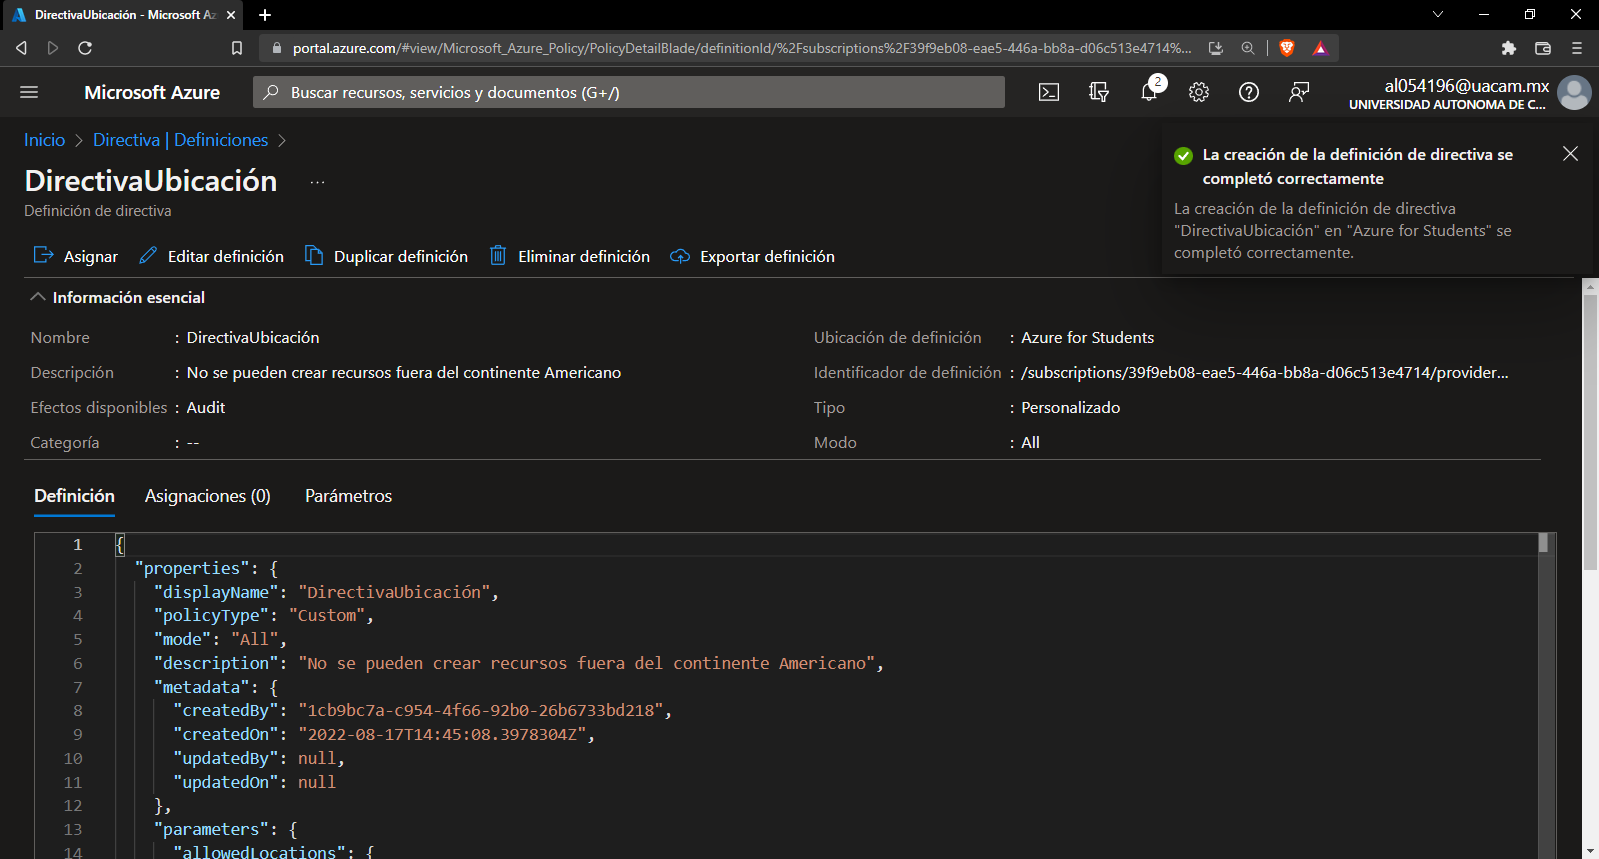 DirectivaUbicación - Microsoft Az
portal.azure.com/#view/Microsoft_Azure_Policy/PolicyDetailBlade/definitionId/%2Fsubscriptions%2F39f9eb08-eae5-446a-bb8a-d06c513e4714%...
Microsoft Azure
Buscar recursos, servicios y documentos (G+/)
2
al054196@uacam.mx
UNIVERSIDAD AUTONOMA DE C...
Inicio > Directiva | Definiciones >
DirectivaUbicación ...
Definición de directiva
La creación de la definición de directiva se
completó correctamente
La creación de la definición de directiva
"DirectivaUbicación" en "Azure for Students" se
completó correctamente.
Asignar Editar definición Duplicar definición Eliminar definición Exportar definición
Información esencial
Nombre : DirectivaUbicación
Ubicación de definición : Azure for Students
Descripción : No se pueden crear recursos fuera del continente Americano
Identificador de definición : /subscriptions/39f9eb08-eae5-446a-bb8a-d06c513e4714/provider...
Efectos disponibles : Audit
Tipo : Personalizado
Categoría : --
Modo : All
Definición Asignaciones (0) Parámetros
1 {
2 "properties": {
3 "displayName": "DirectivaUbicación",
4 "policyType": "Custom",
5 "mode": "All",
6 "description": "No se pueden crear recursos fuera del continente Americano",
7 "metadata": {
8 "createdBy": "1cb9bc7a-c954-4f66-92b0-26b6733bd218",
9 "createdOn": "2022-08-17T14:45:08.3978304Z",
10 "updatedBy": null,
11 "updatedOn": null
12 },
13 "parameters": {
14 "allowedLocations": {